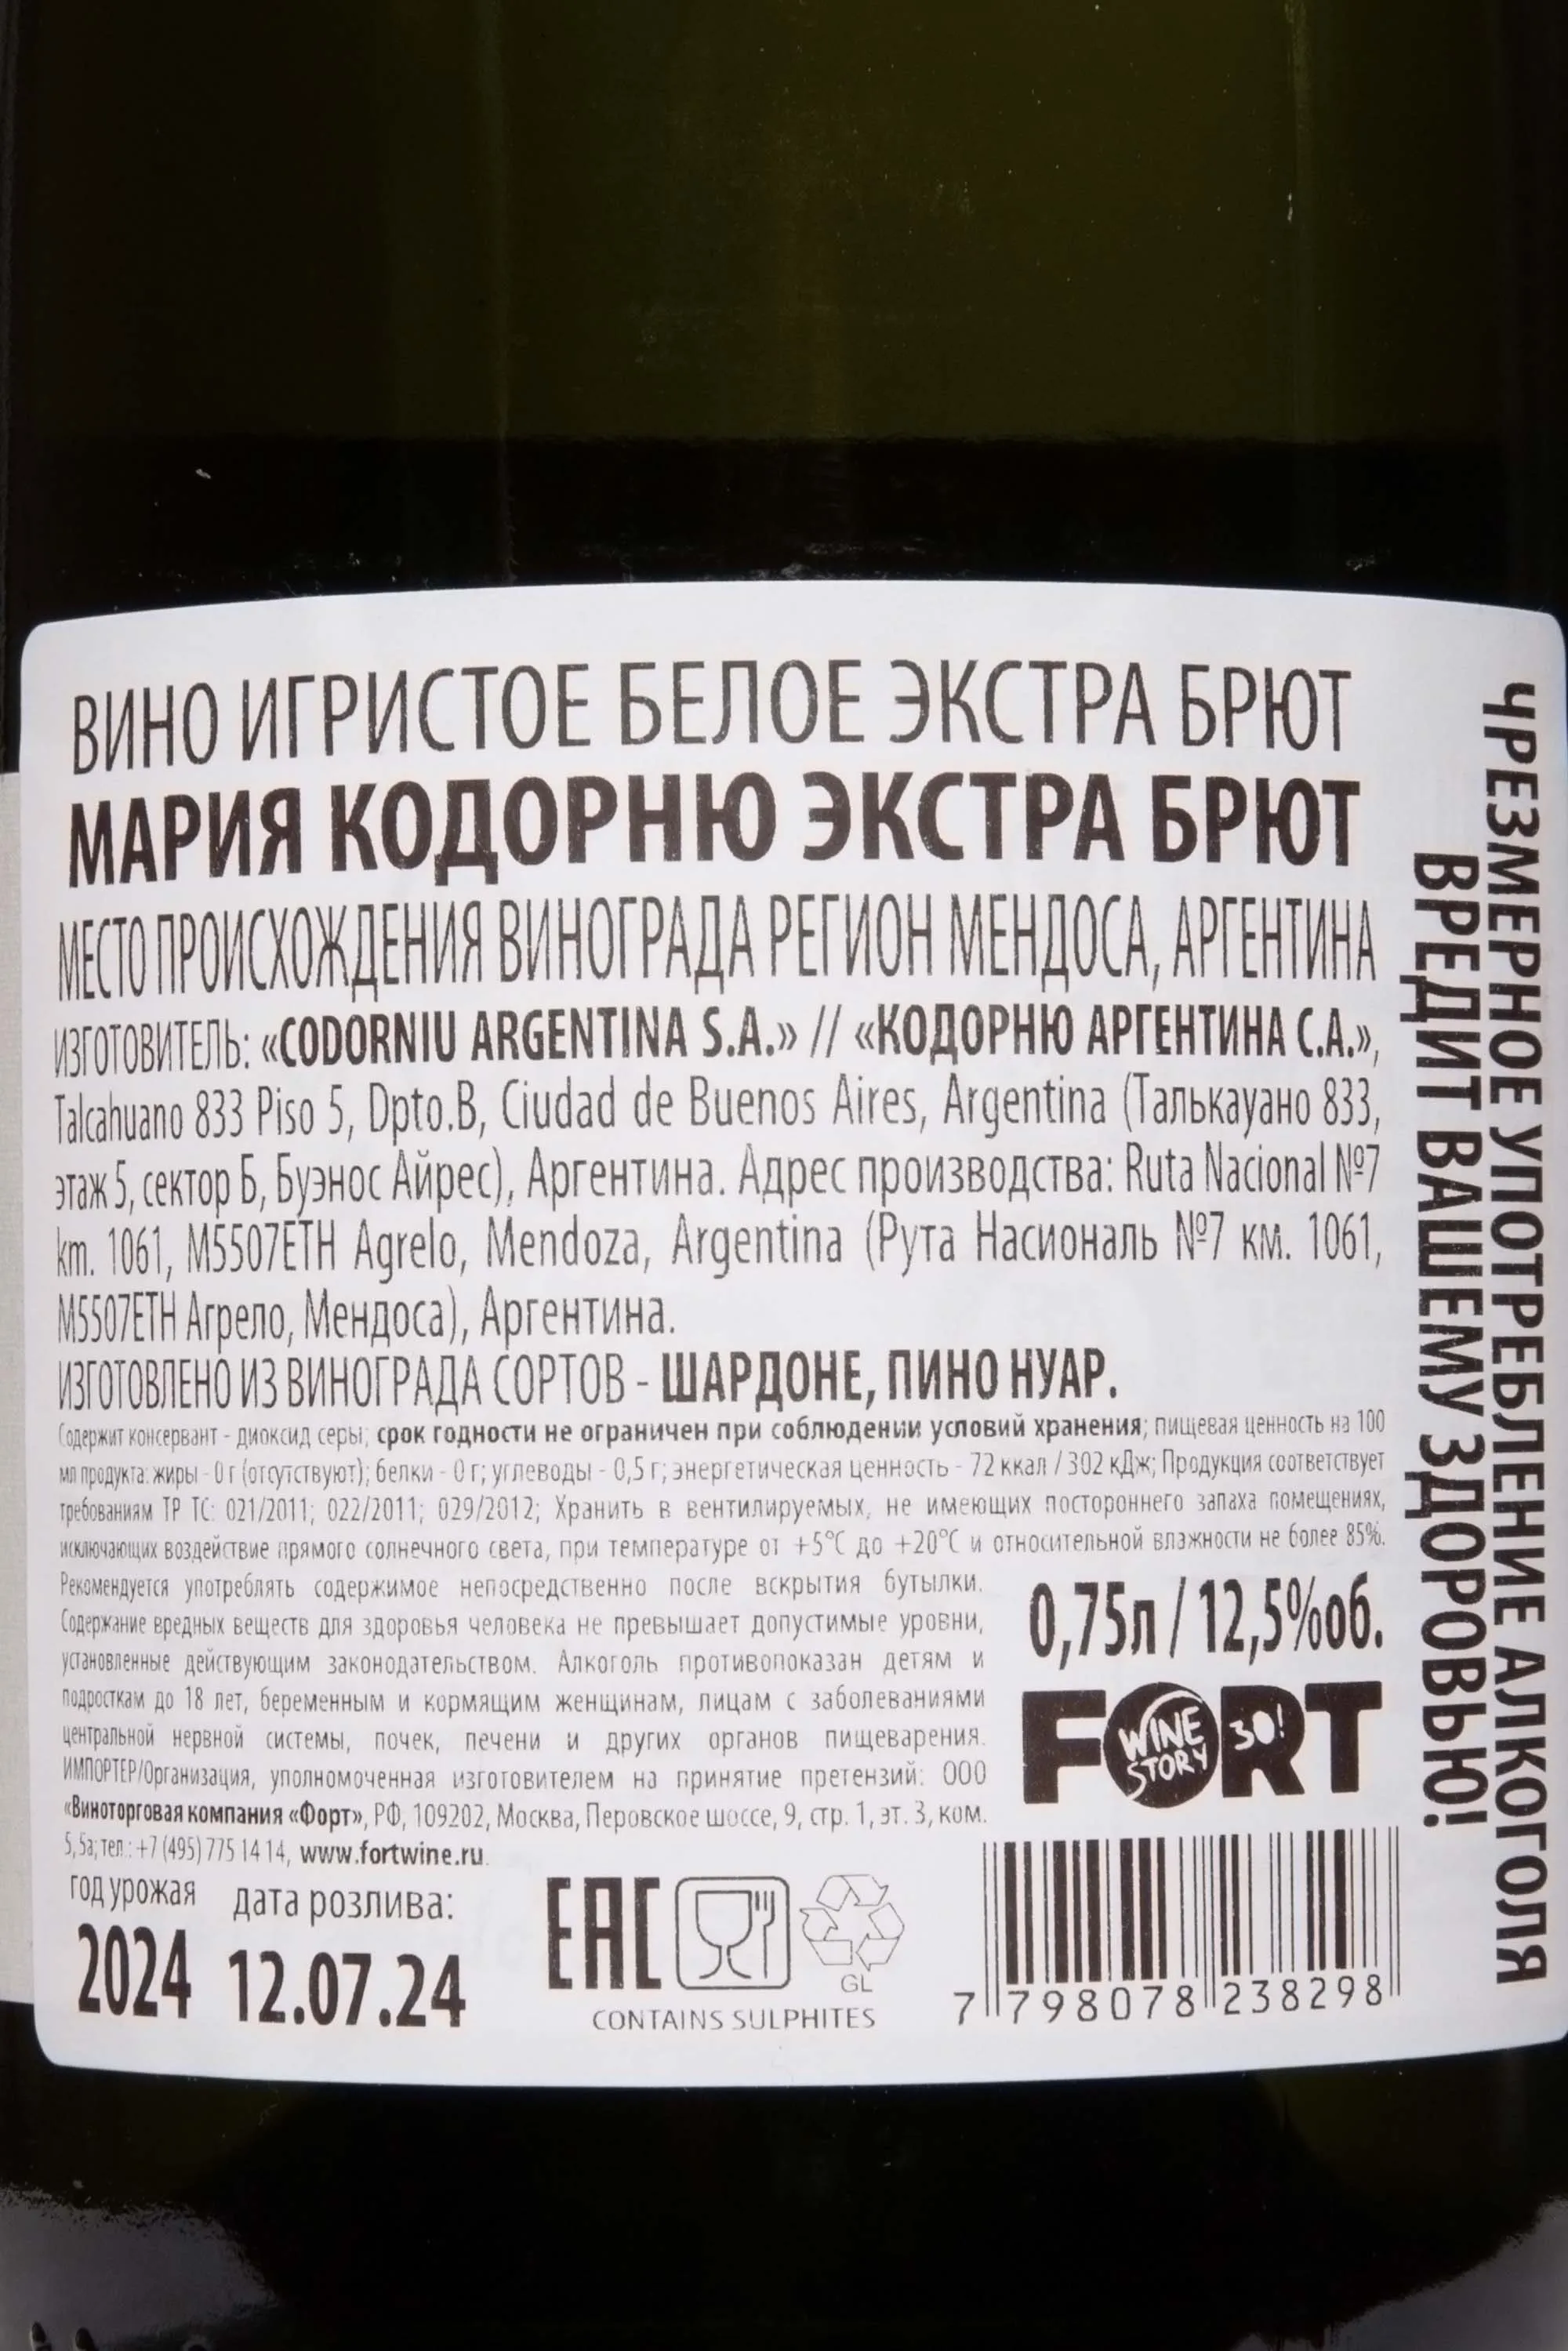 ВИНО ИГРИСТОЕ БЕЛОЕ ЭКСТРА БРЮТ
МАРИЯ КОДОРНЮ ЭКСТРА БРЮТ
МЕСТО ПРОИСХОЖДЕНИЯ ВИНОГРАДА РЕГИОН МЕНДОСА, АРГЕНТИНА
ИЗГОТОВИТЕЛЬ: «CODORNIU ARGENTINA S.A.» // «КОДОРНЮ АРГЕНТИНА С.А.»,
Talcahuano 833 Piso 5, Dpto.B, Ciudad de Buenos Aires, Argentina (Талькауано 833,
этаж 5, сектор Б, Буэнос Айрес), Аргентина. Адрес производства: Ruta Nacional №7
km. 1061, M5507ETH Agrelo, Mendoza, Argentina (Рута Насиональ №7 км. 1061,
M5507ETH Агрело, Мендоса), Аргентина.
ИЗГОТОВЛЕНО ИЗ ВИНОГРАДА СОРТОВ - ШАРДОНЕ, ПИНО НУАР.
Содержит консервант - диоксид серы; срок годности не ограничен при соблюдении условий хранения; пищевая ценность на 100
мл продукта: жиры - 0 г (отсутствуют); белки - 0 г; углеводы - 0,5 г; энергетическая ценность - 72 ккал / 302 кДж; Продукция соответствует
требованиям ТР ТС: 021/2011; 022/2011; 029/2012; Хранить в вентилируемых, не имеющих постороннего запаха помещениях,
исключающих воздействие прямого солнечного света, при температуре от +5°С до +20°С и относительной влажности не более 85%.
Рекомендуется употреблять содержимое непосредственно после вскрытия бутылки.
Содержание вредных веществ для здоровья человека не превышает допустимые уровни,
установленные действующим законодательством. Алкоголь противопоказан детям и
подросткам до 18 лет, беременным и кормящим женщинам, лицам с заболеваниями
центральной нервной системы, почек, печени и других органов пищеварения.
ИМПОРТЕР/Организация, уполномоченная изготовителем на принятие претензий: ООО
«Виноторговая компания «Форт», РФ, 109202, Москва, Перовское шоссе, 9, стр. 1, эт. 3, ком.
5, 5а; тел.: +7 (495) 775 14 14, www.fortwine.ru
0,75л / 12,5%об.
FORT
WINE
STORY
30!
год урожая
2024
дата розлива:
12.07.24
EAC
GL
CONTAINS SULPHITES
7 798078 238298
ЧРЕЗМЕРНОЕ УПОТРЕБЛЕНИЕ АЛКОГОЛЯ
ВРЕДИТ ВАШЕМУ ЗДОРОВЬЮ!